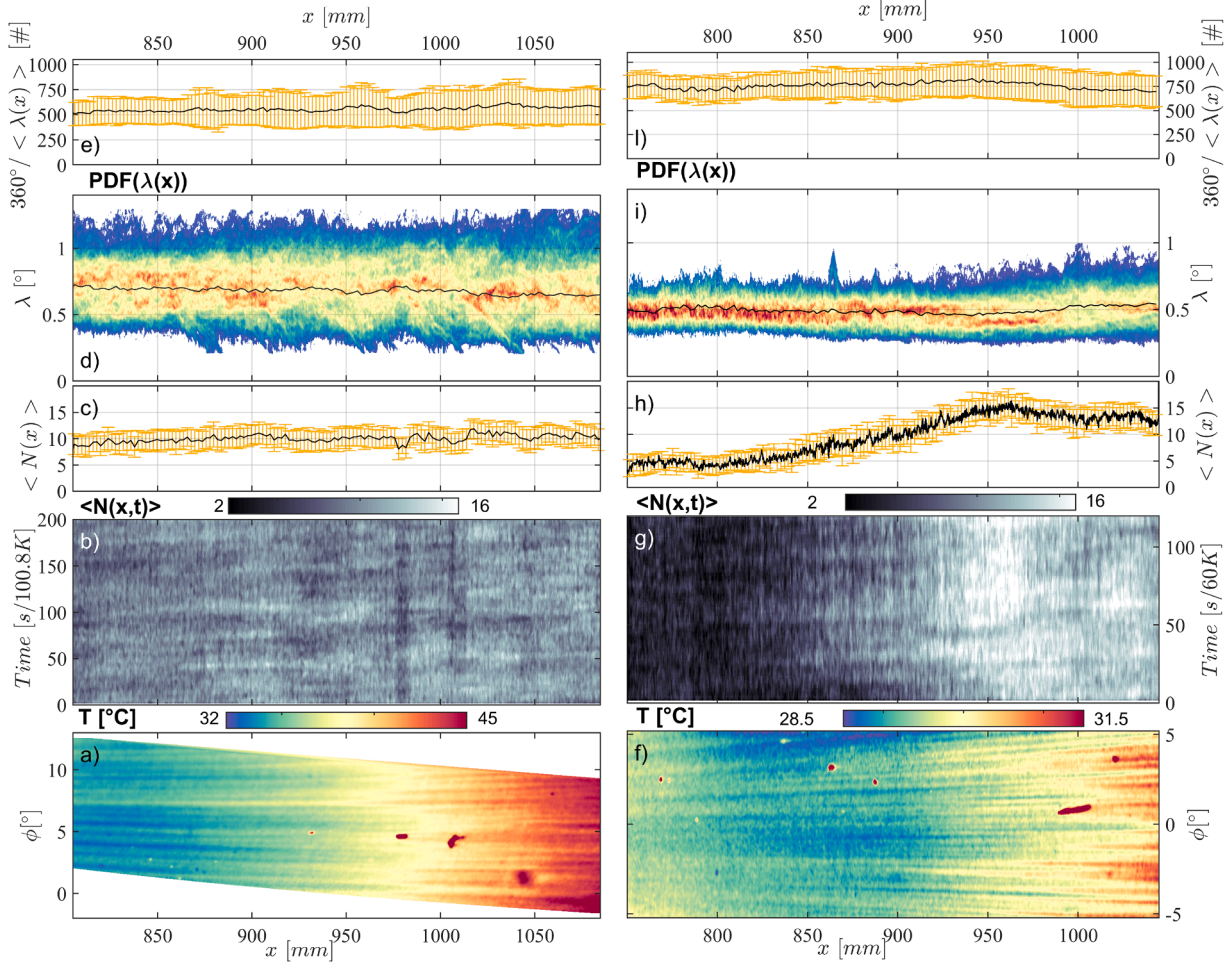 x [mm]
850 900 950 1000 1050
360°/ < λ(x) > [#]
1000
750
500
250
0
e)
PDF(λ(x))
λ [°]
1
0.5
0
d)
< N(x) >
15
10
5
0
c)
<N(x,t)>
2
16
Time [s/100.8K]
200
150
100
50
0
b)
T [°C]
32
45
ϕ[°]
10
5
0
a)
850 900 950 1000 1050
x [mm]
x [mm]
800 850 900 950 1000
360°/ < λ(x) > [#]
1000
750
500
250
0
l)
PDF(λ(x))
λ [°]
1
0.5
0
i)
< N(x) >
15
10
5
0
h)
<N(x,t)>
2
16
Time [s/60K]
100
50
0
g)
T [°C]
28.5
31.5
ϕ[°]
5
0
-5
f)
800 850 900 950 1000
x [mm]